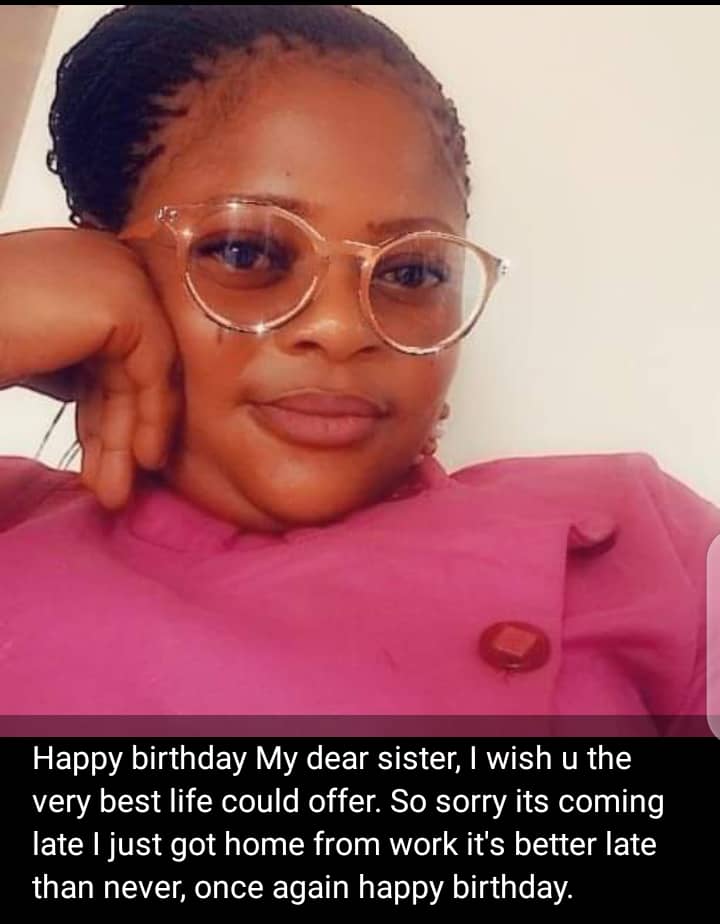 Happy birthday My dear sister, I wish u the
very best life could offer. So sorry its coming
late I just got home from work it's better late
than never, once again happy birthday.